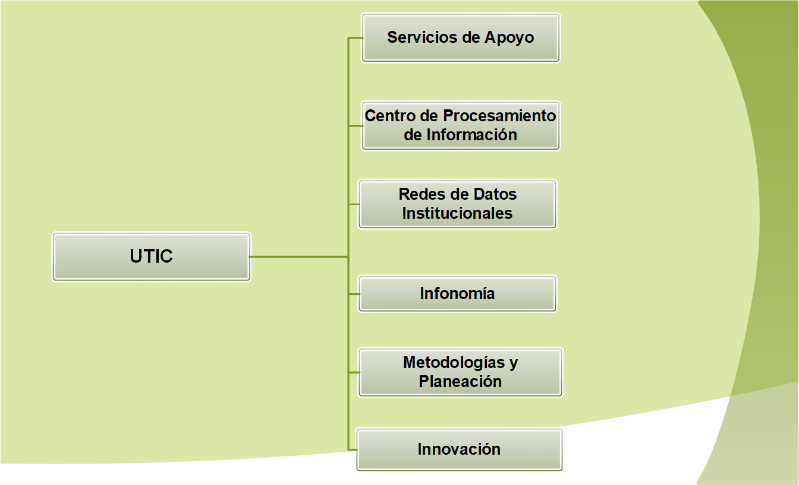 Servicios de Apoyo
Centro de Procesamiento
de Información
Redes de Datos
Institucionales
UTIC
Infonomía
Metodologías y
Planeación
Innovación